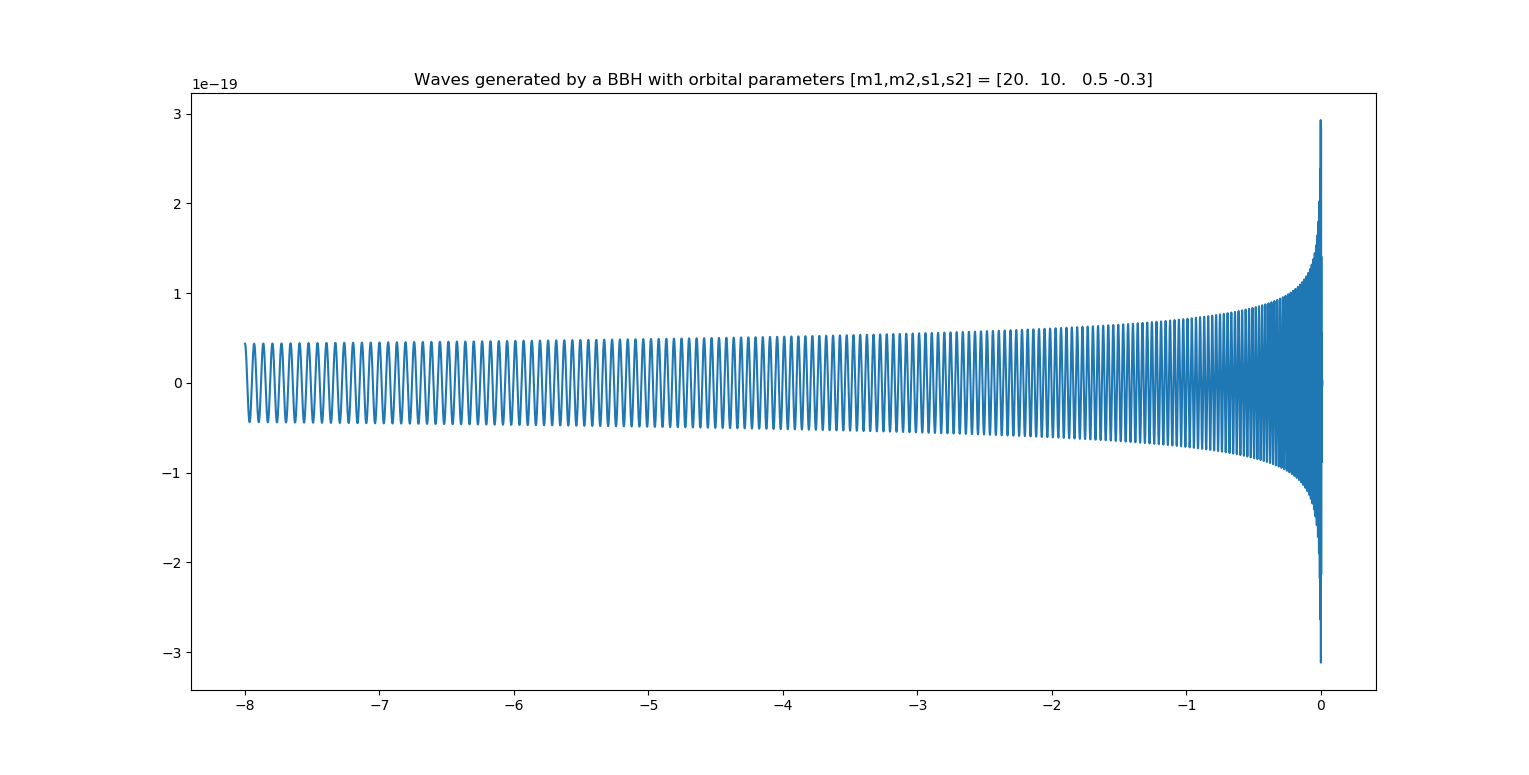 Waves generated by a BBH with orbital parameters [m1,m2,s1,s2] = [20.  10.   0.5 -0.3]
1e−19
3
2
1
0
−1
−2
−3
−8 −7 −6 −5 −4 −3 −2 −1 0